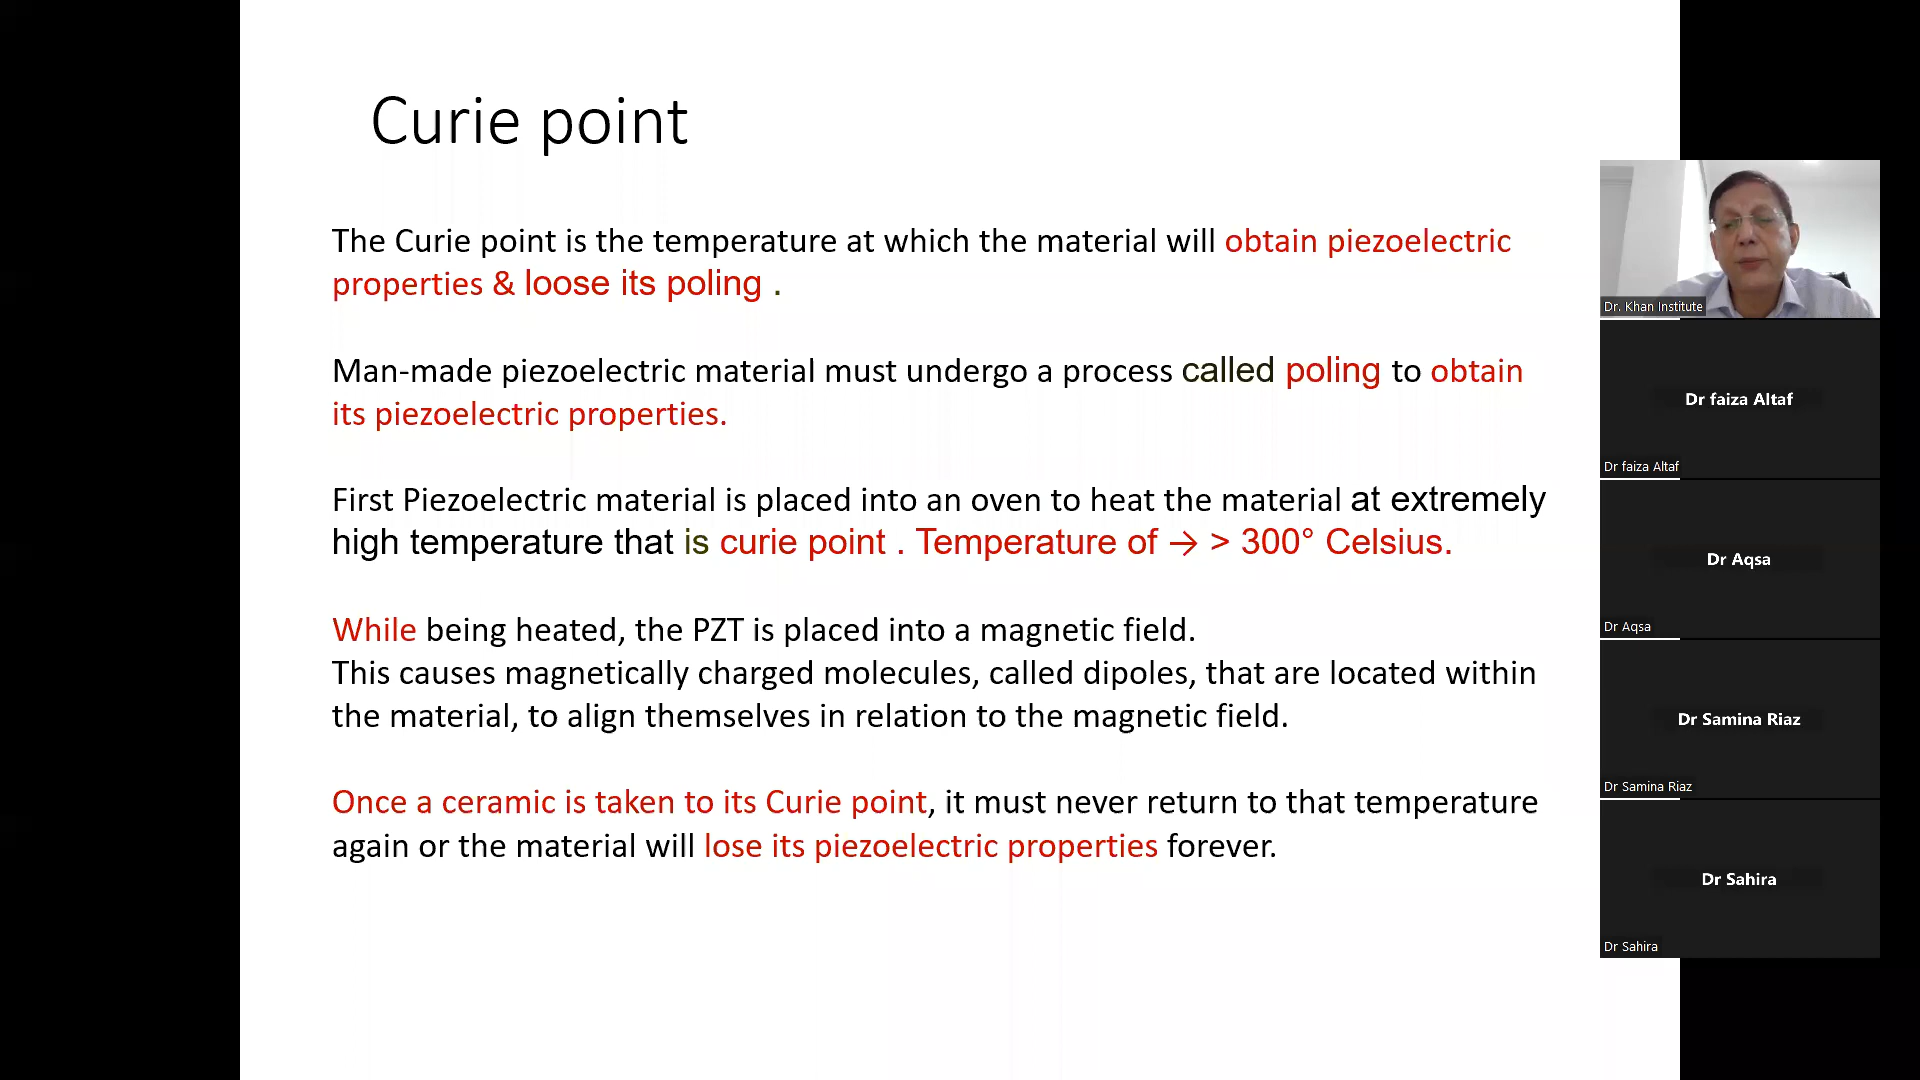 Curie point
The Curie point is the temperature at which the material will obtain piezoelectric
properties & loose its poling .
Man-made piezoelectric material must undergo a process called poling to obtain
its piezoelectric properties.
First Piezoelectric material is placed into an oven to heat the material at extremely
high temperature that is curie point . Temperature of → > 300° Celsius.
While being heated, the PZT is placed into a magnetic field.
This causes magnetically charged molecules, called dipoles, that are located within
the material, to align themselves in relation to the magnetic field.
Once a ceramic is taken to its Curie point, it must never return to that temperature
again or the material will lose its piezoelectric properties forever.
Dr. Khan Institute
Dr faiza Altaf
Dr faiza Altaf
Dr Aqsa
Dr Aqsa
Dr Samina Riaz
Dr Samina Riaz
Dr Sahira
Dr Sahira